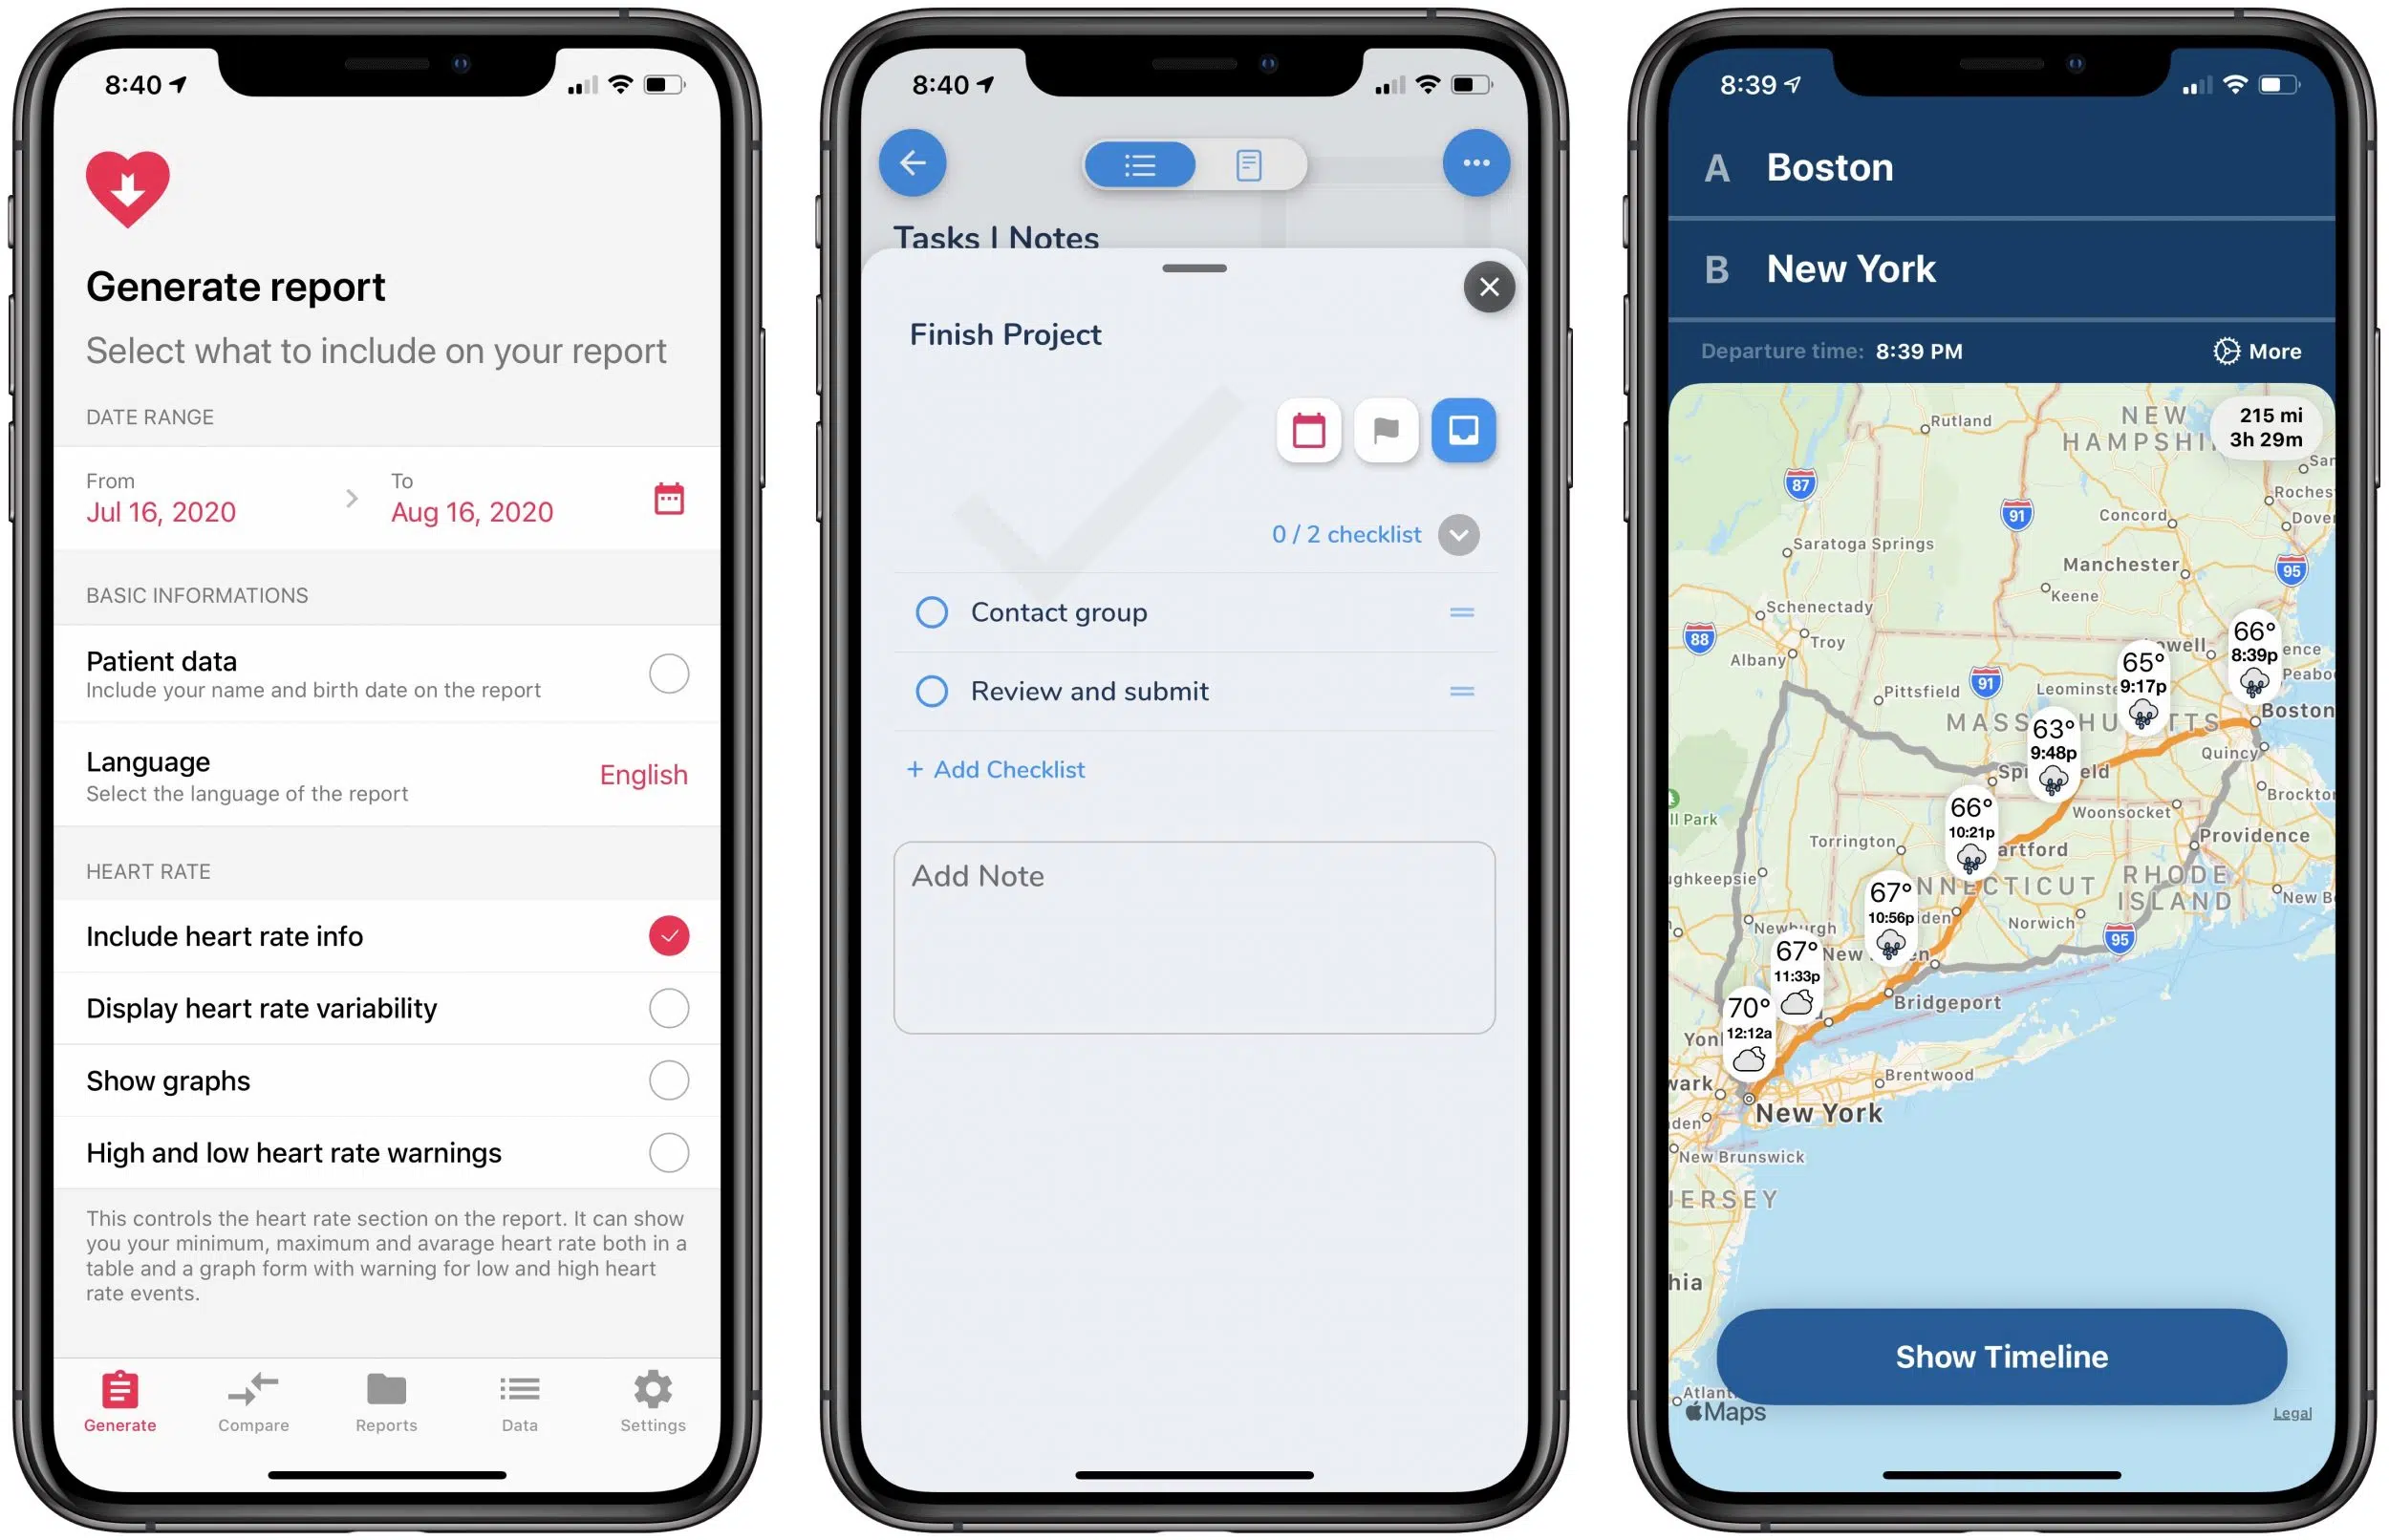 8:40
Generate report
Select what to include on your report
DATE RANGE
From
Jul 16, 2020
To
Aug 16, 2020
BASIC INFORMATIONS
Patient data
Include your name and birth date on the report
Language
Select the language of the report
English
HEART RATE
Include heart rate info
Display heart rate variability
Show graphs
High and low heart rate warnings
This controls the heart rate section on the report. It can show
you your minimum, maximum and avarage heart rate both in a
table and a graph form with warning for low and high heart
rate events.
Generate
Compare
Reports
Data
Settings
8:40
Tasks | Notes
Finish Project
0 / 2 checklist
Contact group
Review and submit
+ Add Checklist
Add Note
8:39
A Boston
B New York
Departure time: 8:39 PM
More
215 mi
3h 29m
Rutland
NEW
HAMPSHI
San
87
91
Roches
Concord
Dover
Saratoga Springs
Manchester
95
Keene
Schenectady
88
Troy
Albany
owell
66°
8:39p
ence
Peabo
65°
9:17p
91
Pittsfield
Leominste
MASS
HU
TTS
Boston
63°
9:48p
Quincy
Sp
eld
Brockto
ll Park
66°
10:21p
Woonsocket
Providence
Torrington
artford
ghkeepsie
NNECTICUT
RHODE
ISLAND
67°
10:56p
iden
New B
Norwich
Newburgh
95
67°
11:33p
New
en
70°
12:12a
Bridgeport
Yonk
Brentwood
wark
New York
den
New Brunswick
JERSEY
hia
Show Timeline
Atlant
Maps
Legal